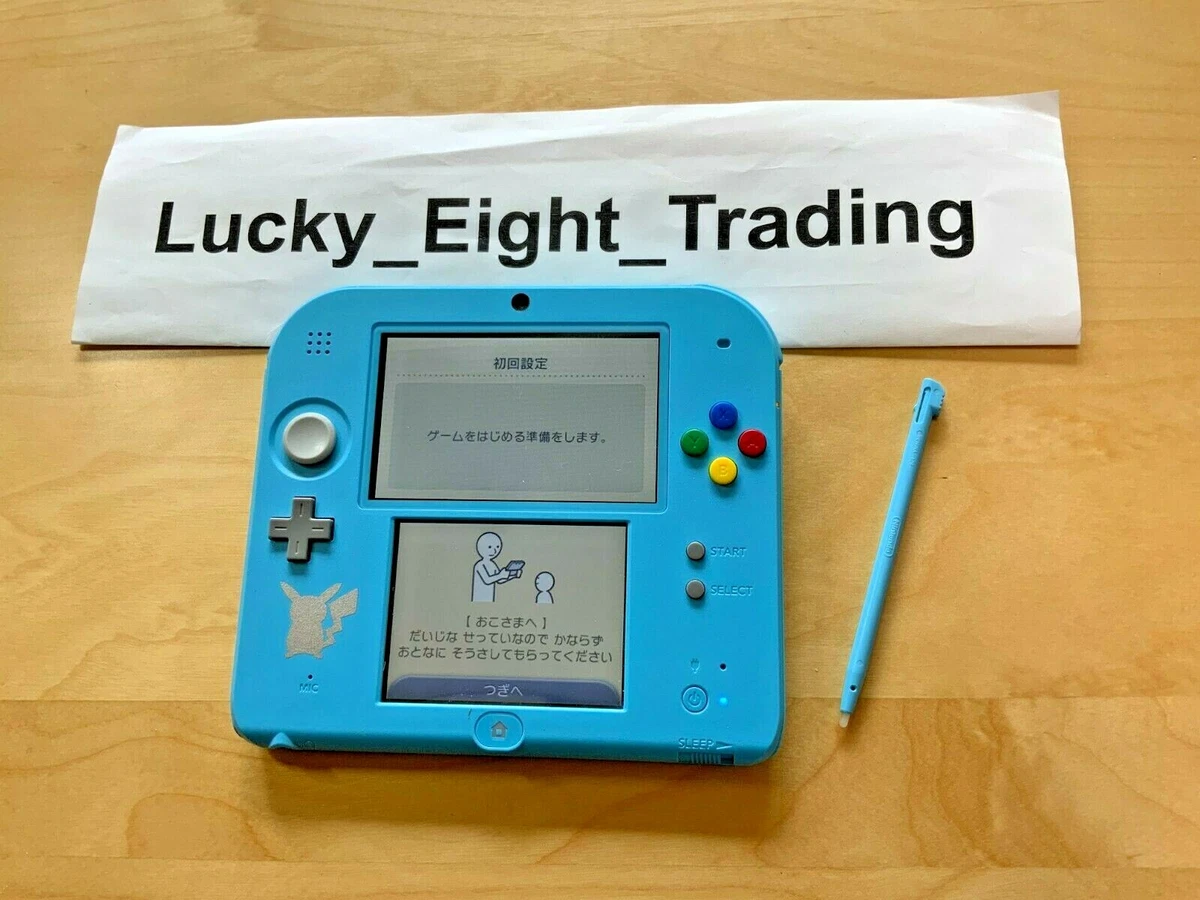 Lucky_Eight_Trading
初回設定
ゲームをはじめる準備をします。
X
Y
A
B
START
SELECT
【 おこさまへ 】
だいじな せっていなので かならず
おとなに そうさしてもらってください
つぎへ
MIC
SLEEP